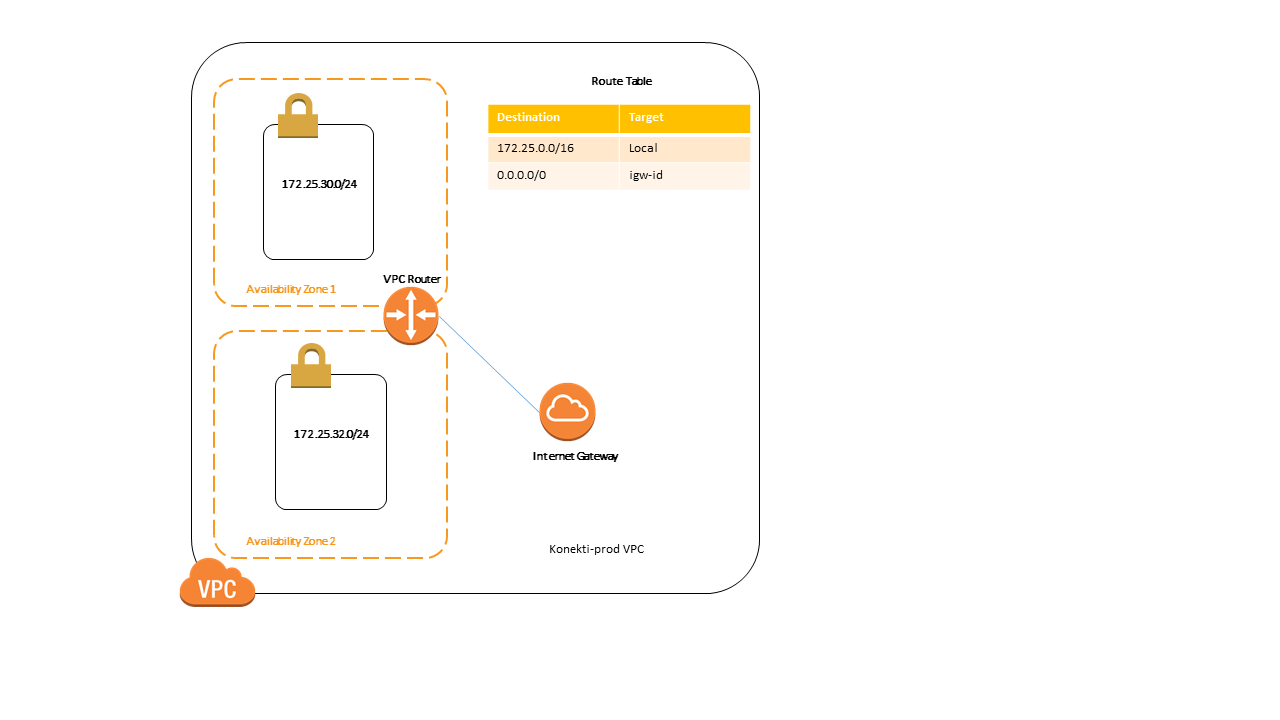 Route Table
Destination Target
172.25.0.0/16 Local
0.0.0.0/0 igw-id
172.25.30.0/24
Availability Zone 1
VPC Router
172.25.32.0/24
Internet Gateway
Availability Zone 2
Konekti-prod VPC
VPC